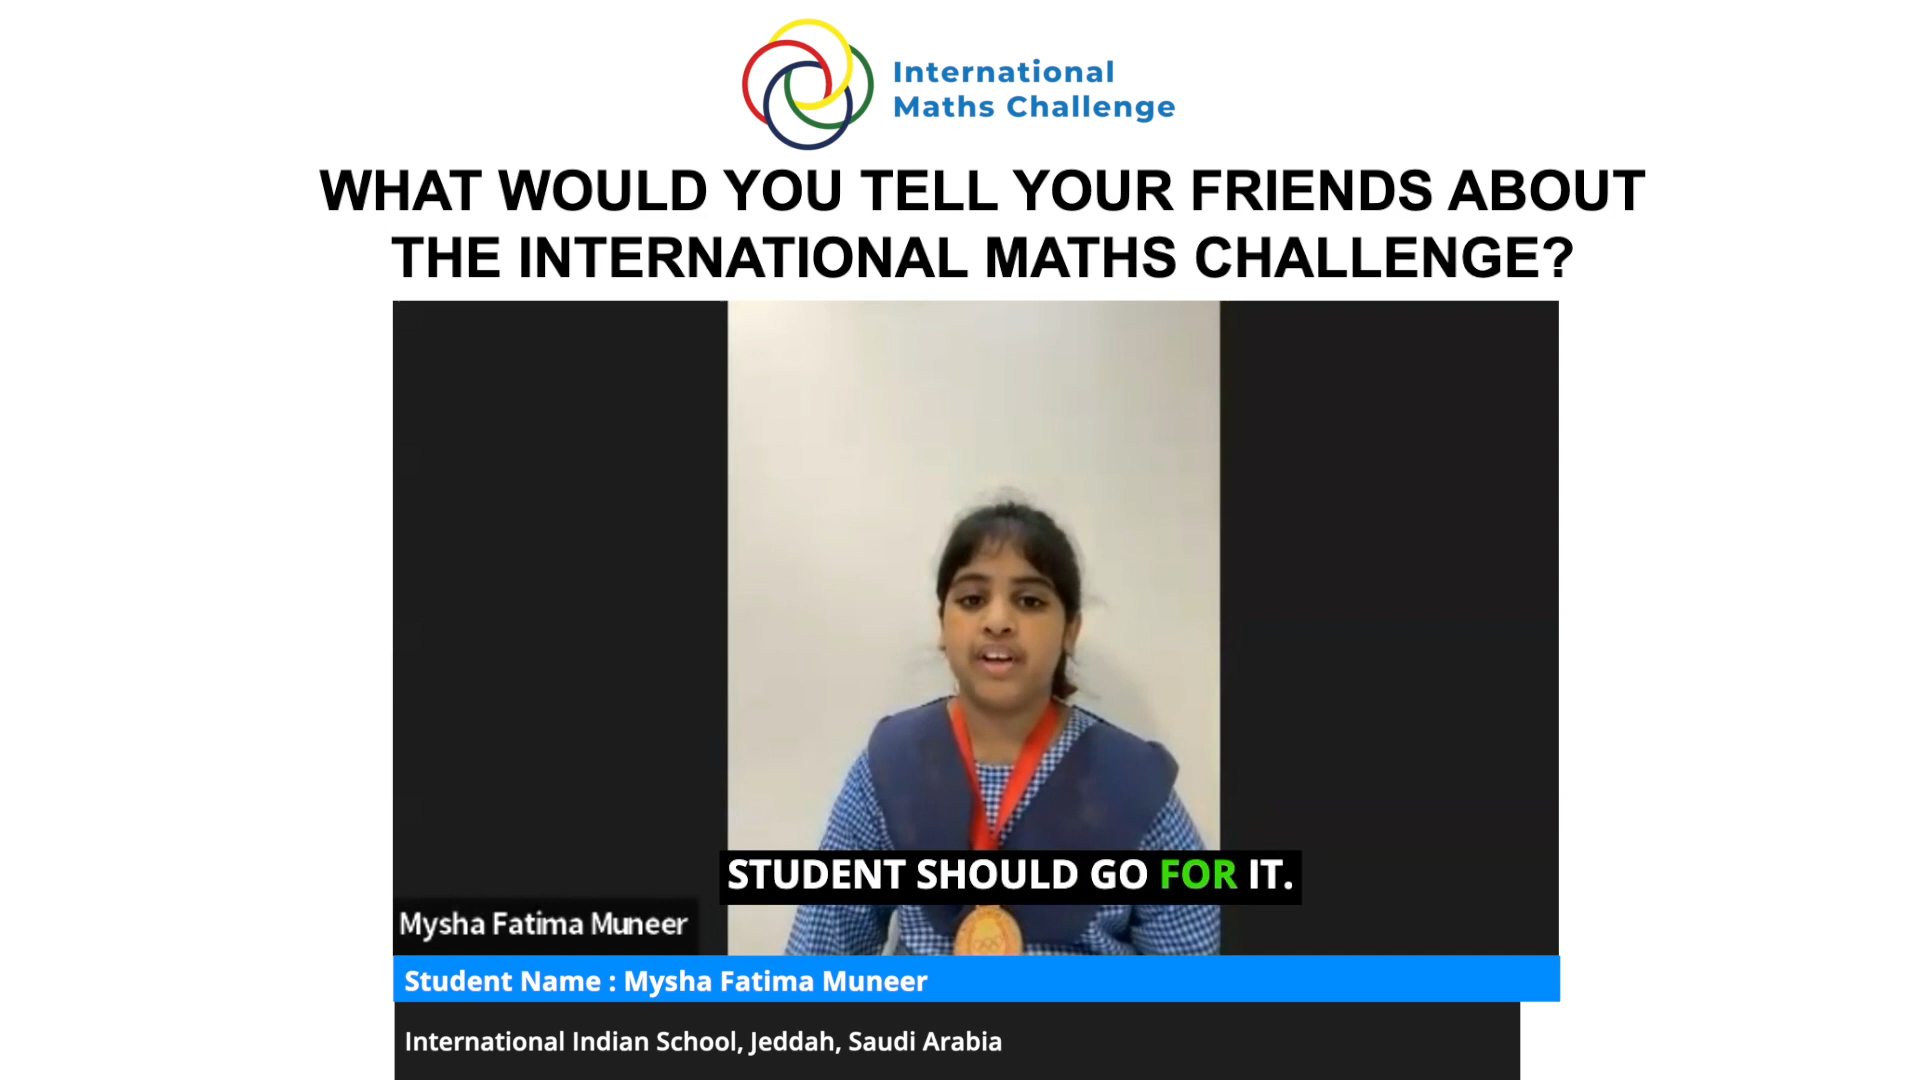 International
Maths Challenge
WHAT WOULD YOU TELL YOUR FRIENDS ABOUT
THE INTERNATIONAL MATHS CHALLENGE?
STUDENT SHOULD GO FOR IT.
Mysha Fatima Muneer
Student Name : Mysha Fatima Muneer
International Indian School, Jeddah, Saudi Arabia